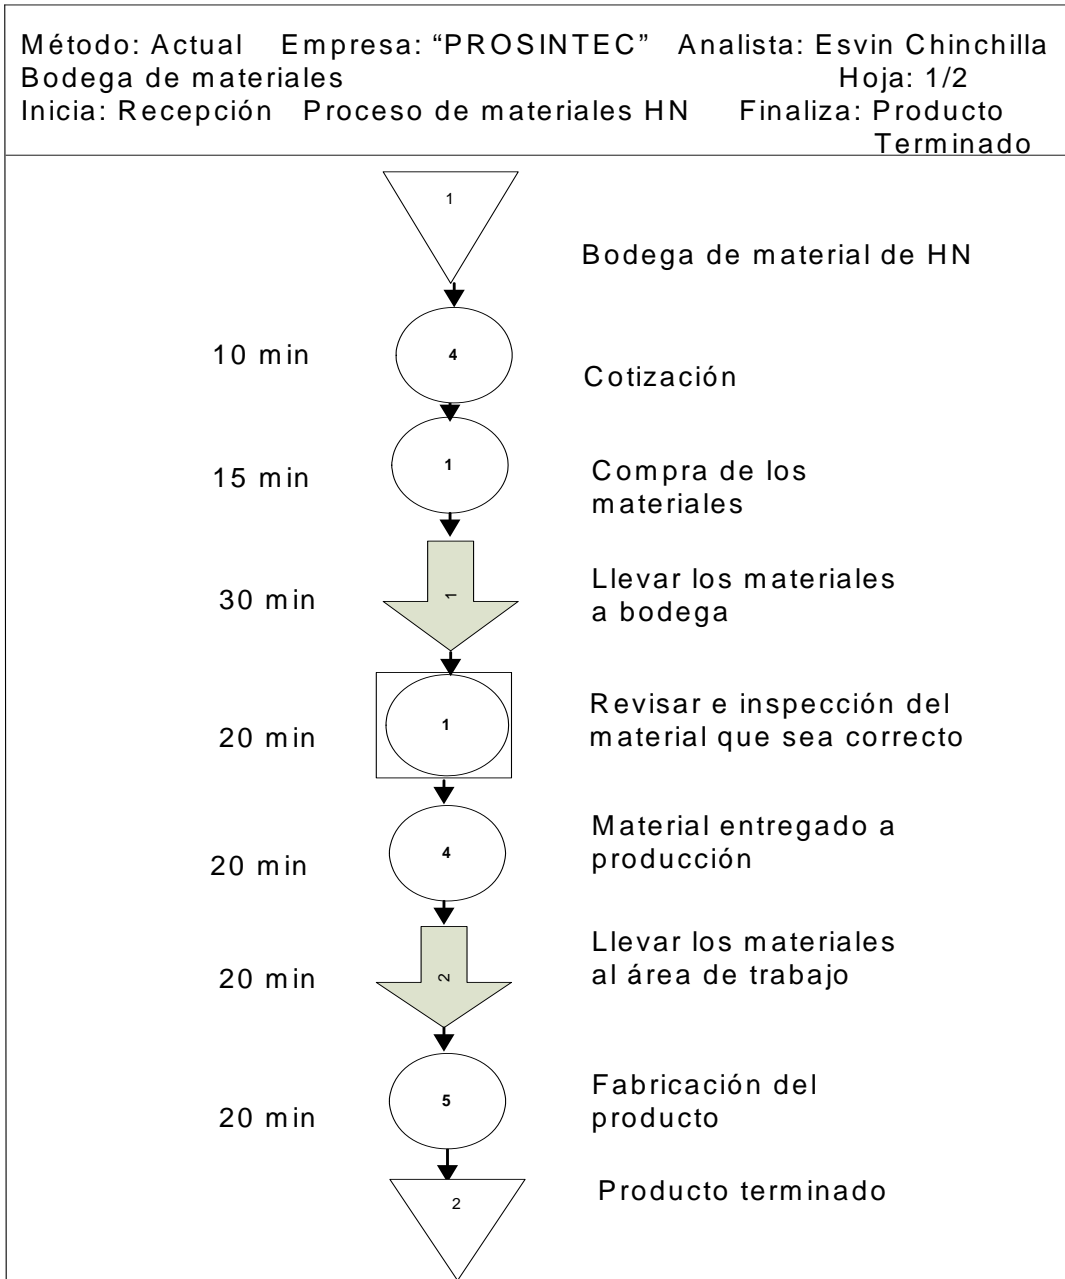 Método: Actual Empresa: “PROSINTEC” Analista: Esvin Chinchilla
Bodega de materiales Hoja: 1/2
Inicia: Recepción Proceso de materiales HN Finaliza: Producto
Terminado
1
Bodega de material de HN
10 min
4
Cotización
15 min
1
Compra de los
materiales
30 min
1
Llevar los materiales
a bodega
20 min
1
Revisar e inspección del
material que sea correcto
20 min
4
Material entregado a
producción
20 min
2
Llevar los materiales
al área de trabajo
20 min
5
Fabricación del
producto
2
Producto terminado